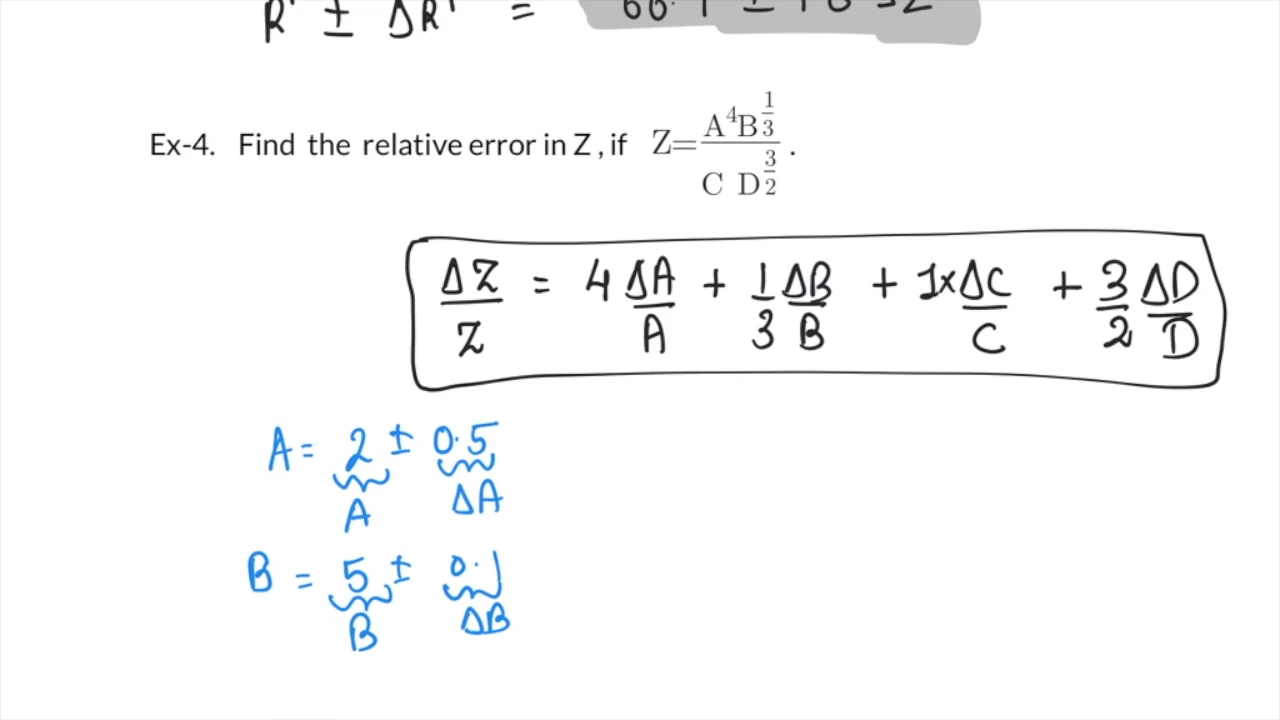 R' ± ΔR' =
Ex-4. Find the relative error in Z , if Z=A⁴B^(1/3)/C D^(3/2) .
ΔZ/Z = 4 ΔA/A + 1/3 ΔB/B + 1×ΔC/C + 3/2 ΔD/D
A = 2 ± 0.5
A ΔA
B = 5 ± 0.1
B ΔB